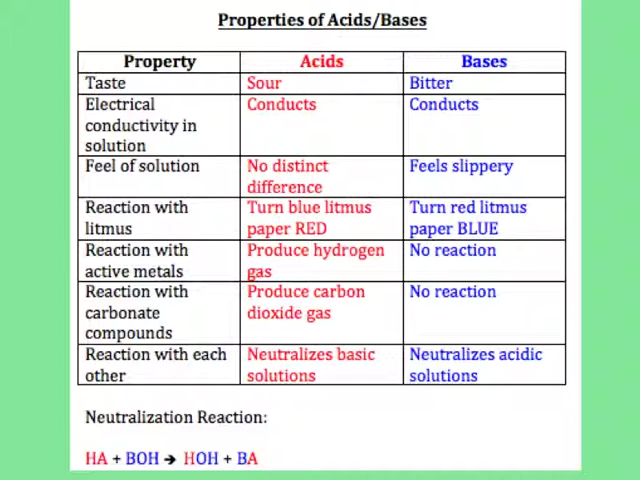 Properties of Acids/Bases
Property Acids Bases
Taste Sour Bitter
Electrical Conducts Conducts
conductivity in
solution
Feel of solution No distinct Feels slippery
difference
Reaction with Turn blue litmus Turn red litmus
litmus paper RED paper BLUE
Reaction with Produce hydrogen No reaction
active metals gas
Reaction with Produce carbon No reaction
carbonate dioxide gas
compounds
Reaction with each Neutralizes basic Neutralizes acidic
other solutions solutions
Neutralization Reaction:
HA + BOH → HOH + BA